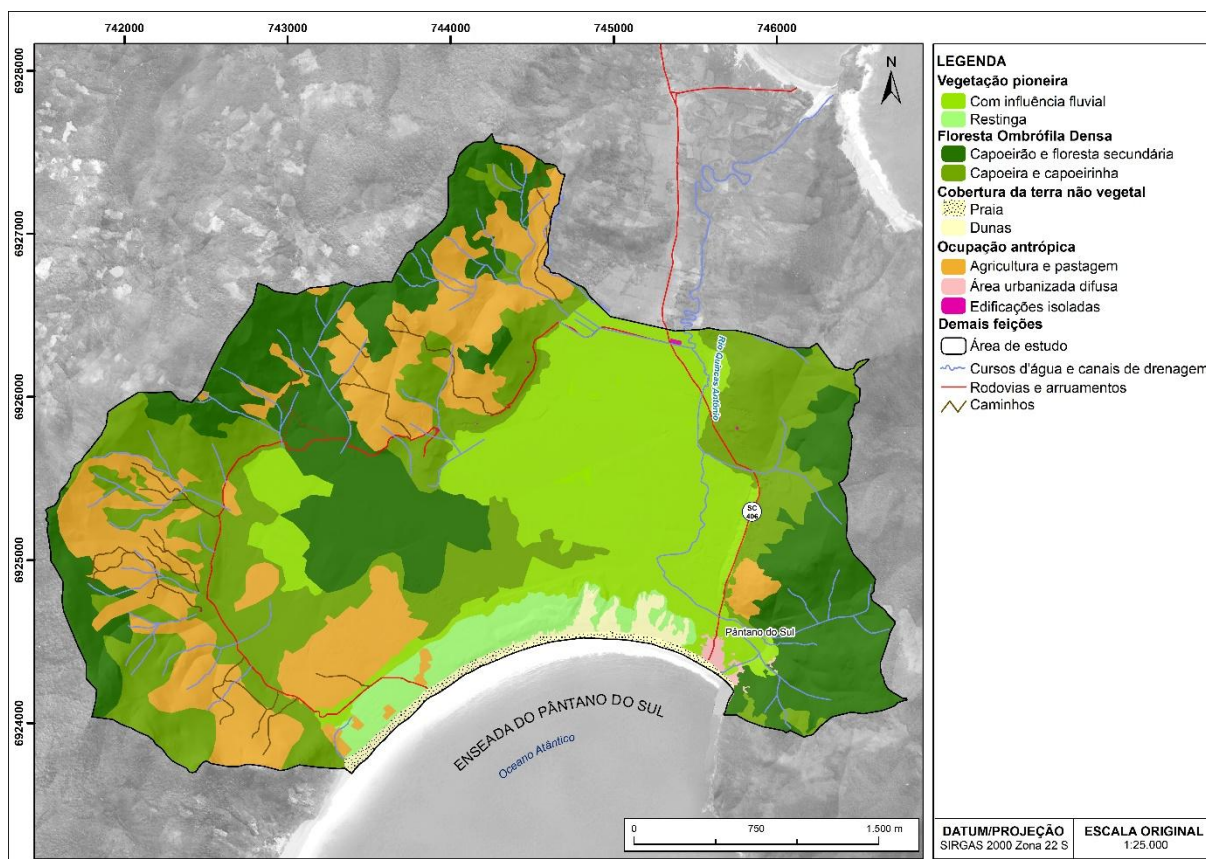 742000
743000
744000
745000
746000
6928000
6927000
6926000
6925000
6924000
N
Rio Quincas Antônio
SC
406
Pântano do Sul
ENSEADA DO PÂNTANO DO SUL
Oceano Atlântico
0
750
1.500 m
LEGENDA
Vegetação pioneira
Com influência fluvial
Restinga
Floresta Ombrófila Densa
Capoeirão e floresta secundária
Capoeira e capoeirinha
Cobertura da terra não vegetal
Praia
Dunas
Ocupação antrópica
Agricultura e pastagem
Área urbanizada difusa
Edificações isoladas
Demais feições
Área de estudo
Cursos d'água e canais de drenagem
Rodovias e arruamentos
Caminhos
DATUM/PROJEÇÃO
SIRGAS 2000 Zona 22 S
ESCALA ORIGINAL
1:25.000